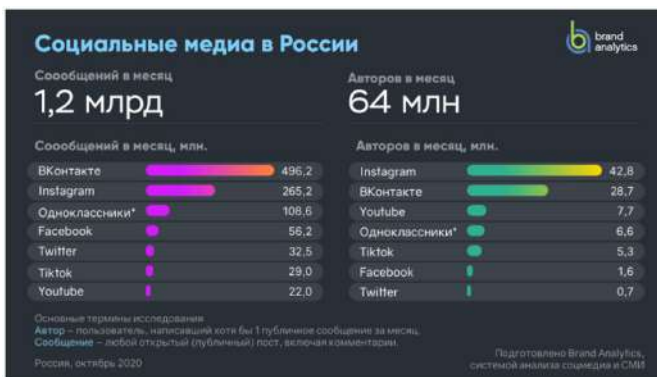 Социальные медиа в России
brand
analytics
Соообщений в месяц
1,2 млрд
Авторов в месяц
64 млн
Соообщений в месяц, млн.
ВКонтакте 496,2
Instagram 265,2
Одноклассники* 108,6
Facebook 56,2
Twitter 32,5
Tiktok 29,0
Youtube 22,0
Авторов в месяц, млн.
Instagram 42,8
ВКонтакте 28,7
Youtube 7,7
Одноклассники* 6,6
Tiktok 5,3
Facebook 1,6
Twitter 0,7
Основные термины исследования
Автор – пользователь, написавший хотя бы 1 публичное сообщение за месяц.
Сообщение – любой открытый (публичный) пост, включая комментарии.
Россия, октябрь 2020
Подготовлено Brand Analytics,
системой анализа соцмедиа и СМИ